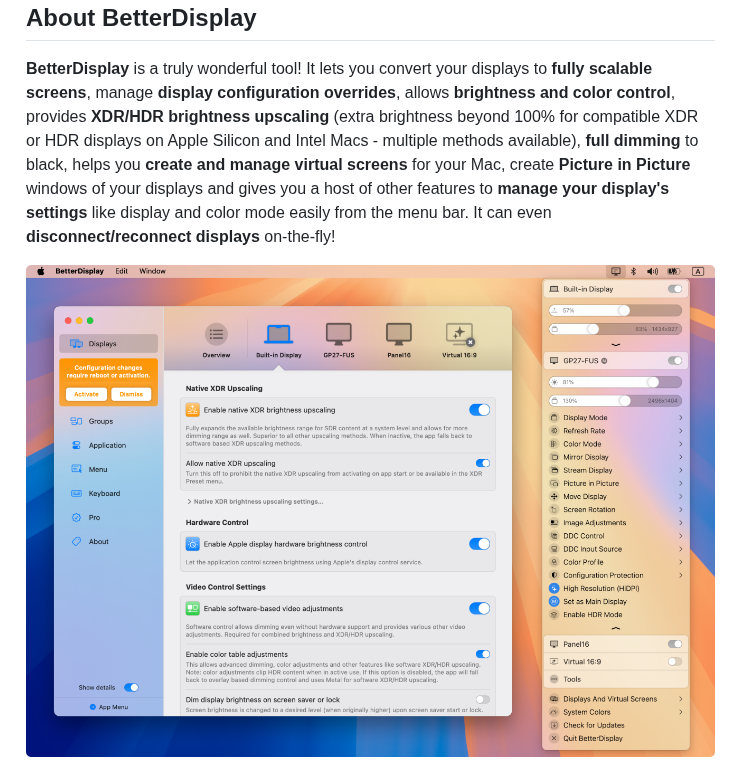 About BetterDisplay
BetterDisplay is a truly wonderful tool! It lets you convert your displays to fully scalable
screens, manage display configuration overrides, allows brightness and color control,
provides XDR/HDR brightness upscaling (extra brightness beyond 100% for compatible XDR
or HDR displays on Apple Silicon and Intel Macs - multiple methods available), full dimming to
black, helps you create and manage virtual screens for your Mac, create Picture in Picture
windows of your displays and gives you a host of other features to manage your display's
settings like display and color mode easily from the menu bar. It can even
disconnect/reconnect displays on-the-fly!
BetterDisplay Edit Window
A
Displays
Configuration changes
require reboot or activation.
Activate Dismiss
Groups
Application
Menu
Keyboard
Pro
About
Show details
App Menu
Overview Built-in Display GP27-FUS Panel16 Virtual 16:9
Native XDR Upscaling
Enable native XDR brightness upscaling
Fully expands the available brightness range for SDR content at a system level and allows for more
dimming range as well. Superior to all other upscaling methods. When inactive, the app falls back to
software based XDR upscaling methods.
Allow native XDR upscaling
Turn this off to prohibit the native XDR upscaling from activating on app start or be available in the XDR
Preset menu.
Native XDR brightness upscaling settings...
Hardware Control
Enable Apple display hardware brightness control
Let the application control screen brightness using Apple's display control service.
Video Control Settings
Enable software-based video adjustments
Software control allows dimming even without hardware support and provides various other video
adjustments. Required for combined brightness and XDR/HDR upscaling.
Enable color table adjustments
This allows advanced dimming, color adjustments and other features like software XDR/HDR upscaling.
Note: color adjustments clip HDR content when in active use. If this option is disabled, the app will fall
back to overlay based dimming control and uses Metal for software XDR/HDR upscaling.
Dim display brightness on screen saver or lock
Screen brightness is changed to a desired level (when originally higher) upon screen saver start or lock.
Built-in Display
57%
83% · 1434x927
GP27-FUS
81%
130% 2496x1404
Display Mode
Refresh Rate
Color Mode
Mirror Display
Stream Display
Picture in Picture
Move Display
Screen Rotation
Image Adjustments
DDC Control
DDC Input Source
Color Profile
Configuration Protection
High Resolution (HiDPI)
Set as Main Display
Enable HDR Mode
Panel16
Virtual 16:9
Tools
Displays And Virtual Screens
System Colors
Check for Updates
Quit BetterDisplay